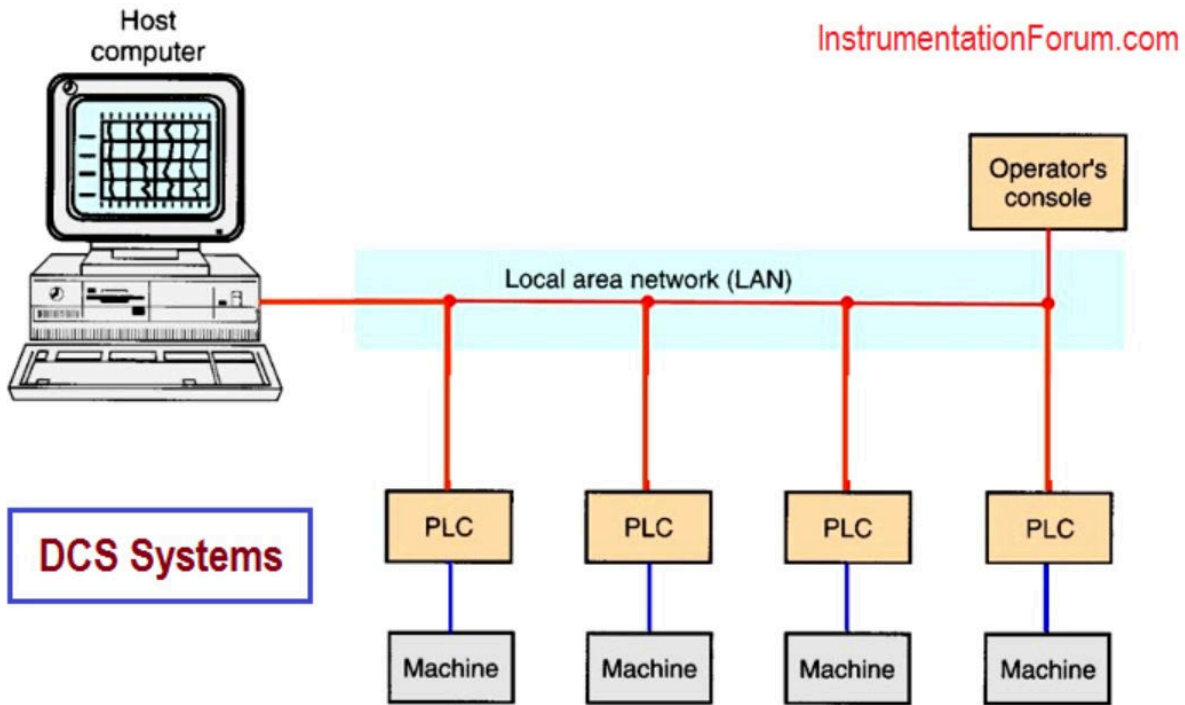 Host
computer
InstrumentationForum.com
Operator's
console
Local area network (LAN)
PLC
PLC
PLC
PLC
DCS Systems
Machine
Machine
Machine
Machine